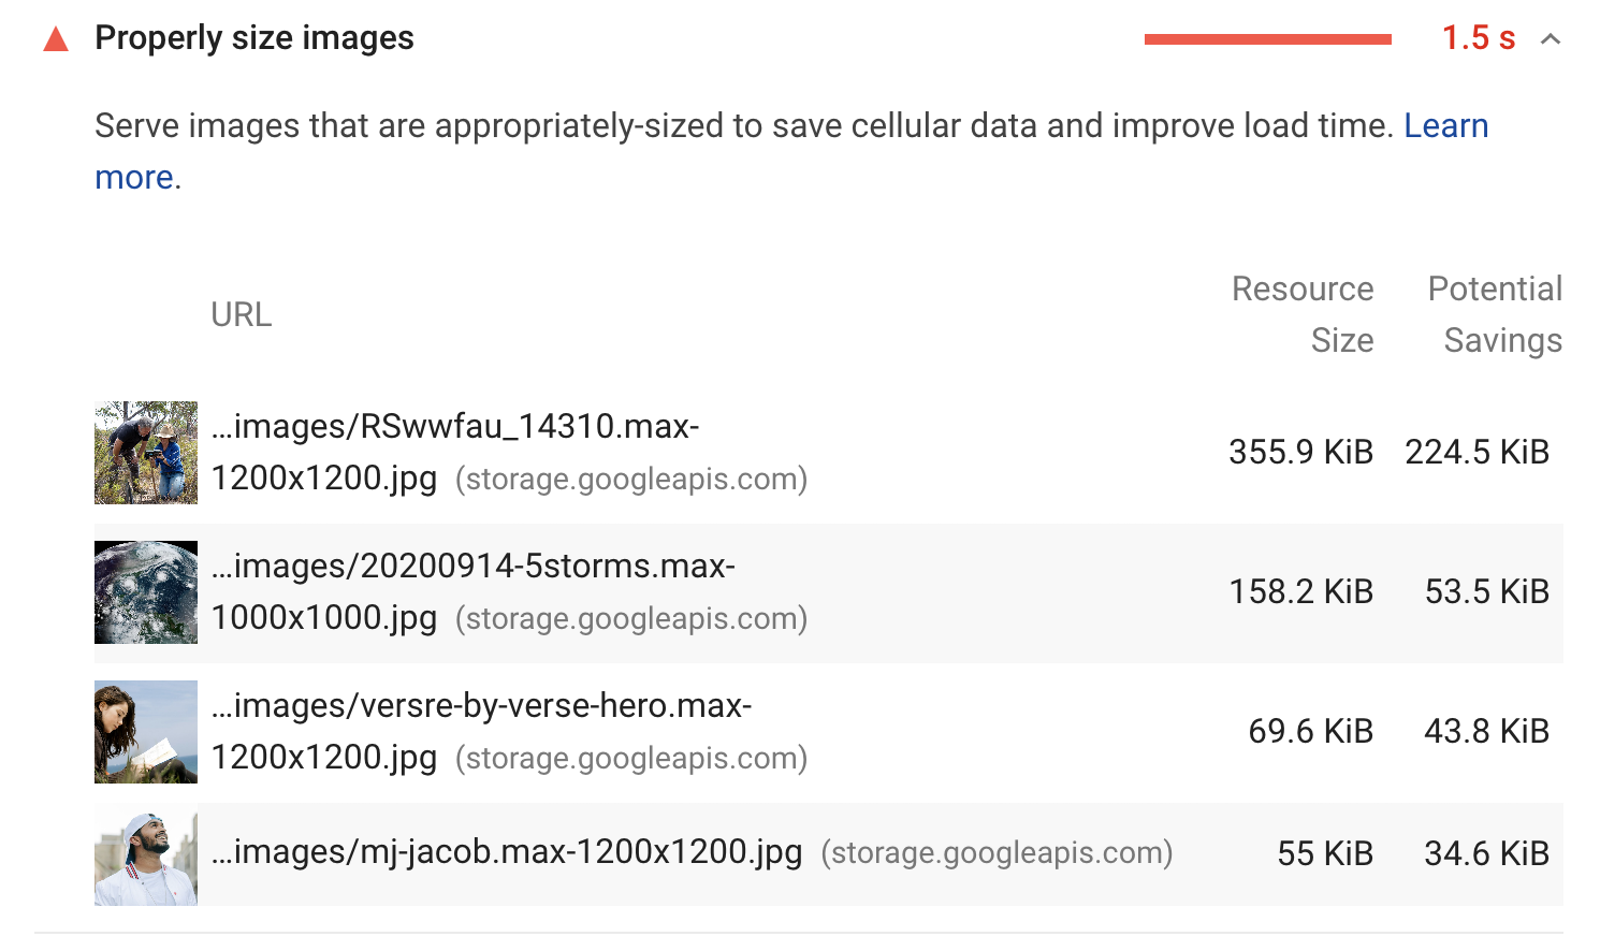 Properly size images 1.5 s
Serve images that are appropriately-sized to save cellular data and improve load time. Learn
more.
URL
Resource
Size
Potential
Savings
…images/RSwwfau_14310.max-
1200x1200.jpg (storage.googleapis.com)
355.9 KiB 224.5 KiB
…images/20200914-5storms.max-
1000x1000.jpg (storage.googleapis.com)
158.2 KiB 53.5 KiB
…images/versre-by-verse-hero.max-
1200x1200.jpg (storage.googleapis.com)
69.6 KiB 43.8 KiB
…images/mj-jacob.max-1200x1200.jpg (storage.googleapis.com) 55 KiB 34.6 KiB